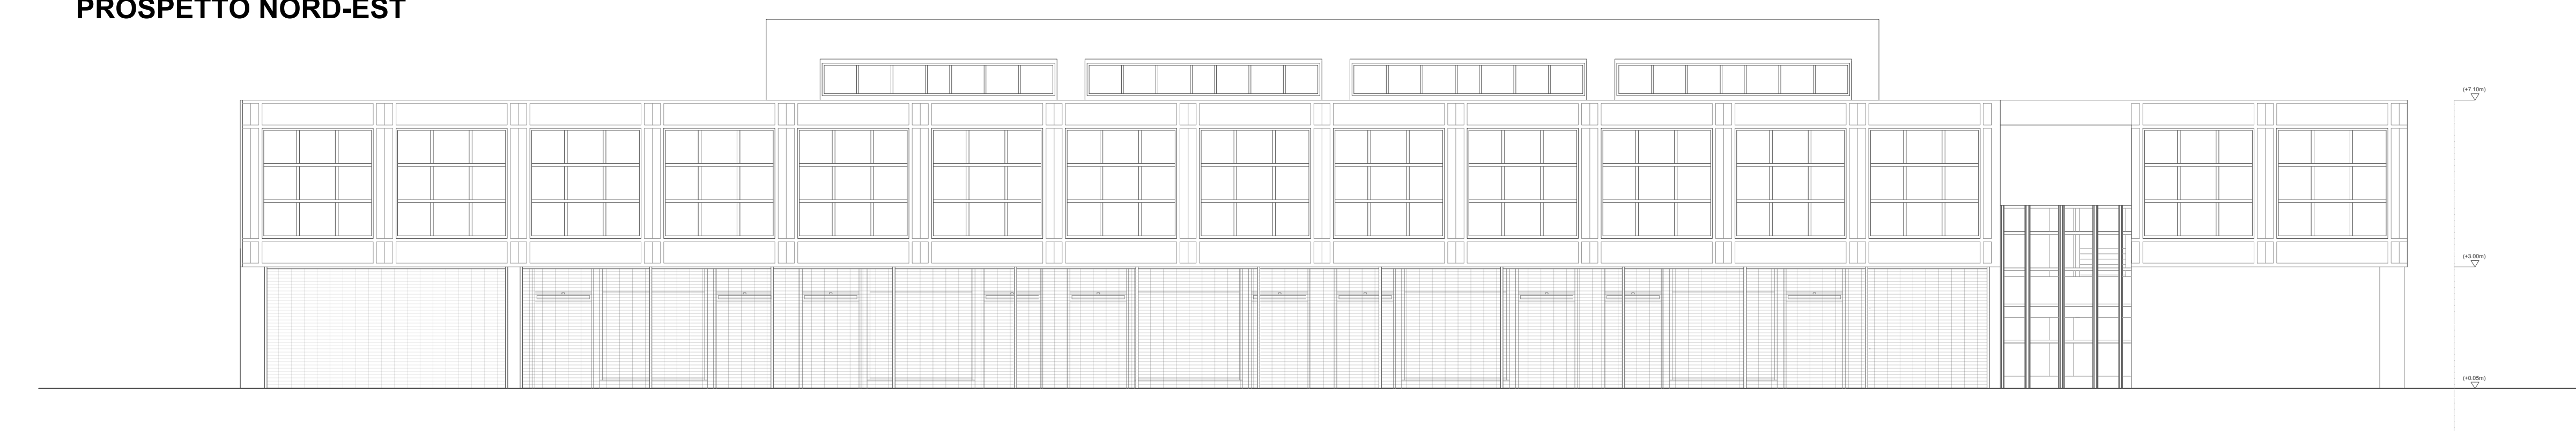 PROSPETTO NORD-EST
(+7.10m)
(+3.00m)
(+0.05m)